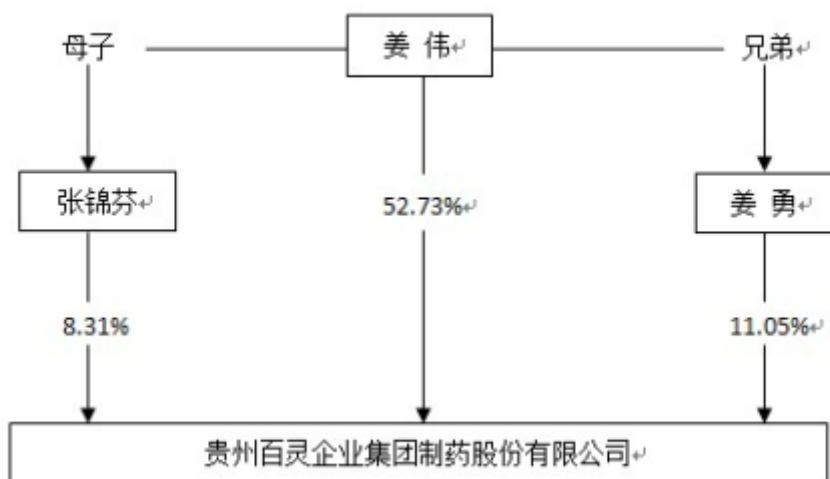 母子
姜 伟
兄弟
张锦芬
52.73%
姜 勇
8.31%
11.05%
贵州百灵企业集团制药股份有限公司